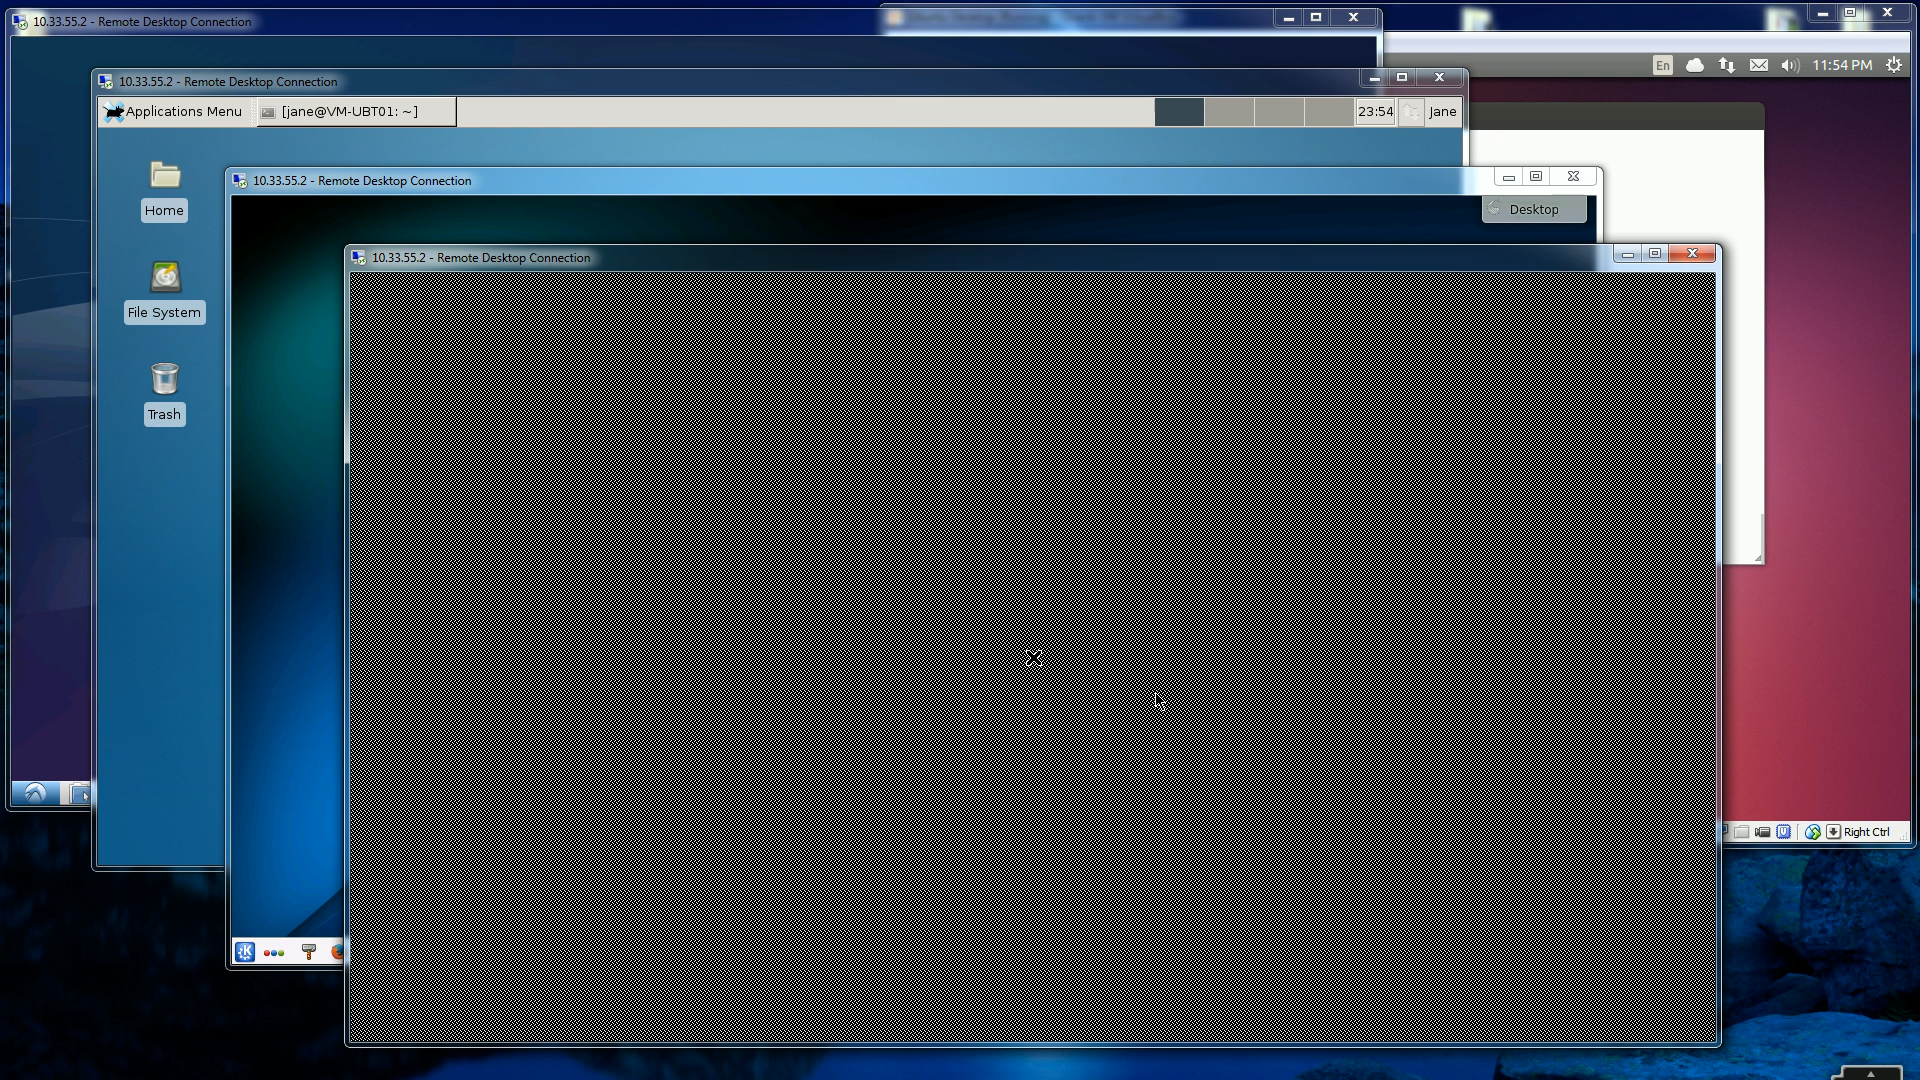 10.33.55.2 - Remote Desktop Connection
En
11:54 PM
10.33.55.2 - Remote Desktop Connection
Applications Menu
[jane@VM-UBT01: ~]
23:54
Jane
Home
File System
Trash
10.33.55.2 - Remote Desktop Connection
Desktop
10.33.55.2 - Remote Desktop Connection
Right Ctrl